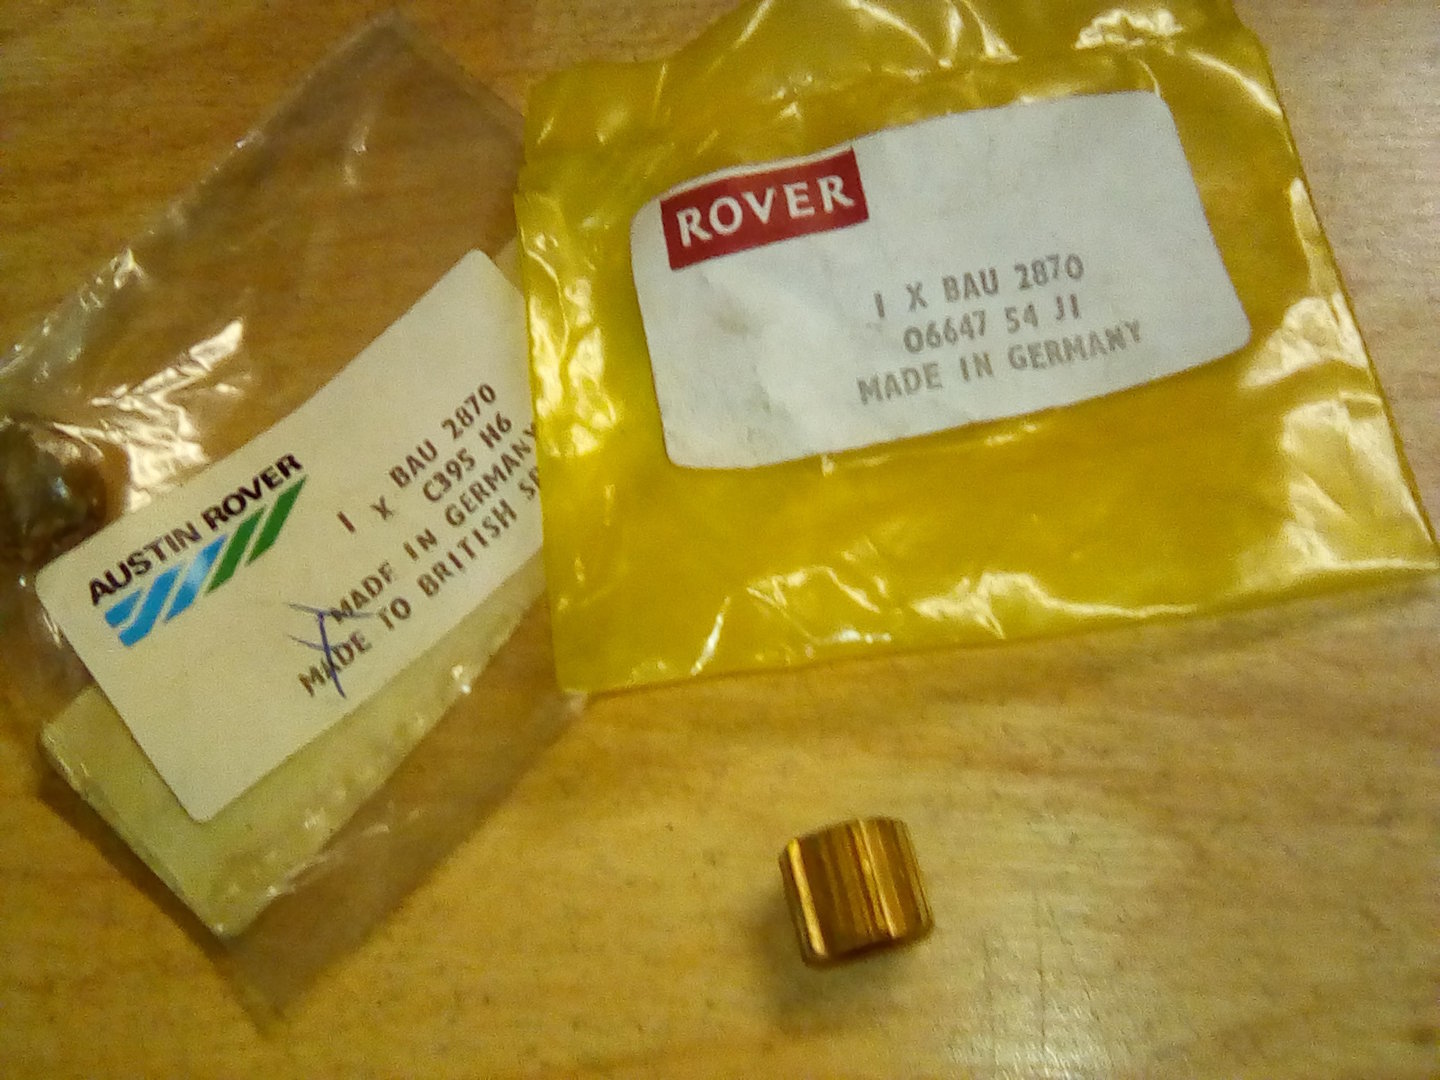 AUSTIN ROVER
1 X BAU 2870
C395 H6
MADE IN GERMANY
MADE TO BRITISH
ROVER
1 X BAU 2870
06647 S4 J1
MADE IN GERMANY